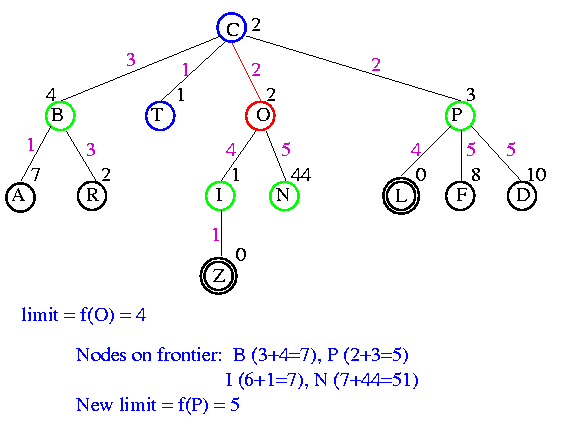 C 2
3 1 2 2
4 1 2 3
B T O P
1 3 4 5 4 5 5
7 2 1 44 0 8 10
A R I N L F D
1
0
Z
limit = f(O) = 4
Nodes on frontier: B (3+4=7), P (2+3=5)
I (6+1=7), N (7+44=51)
New limit = f(P) = 5